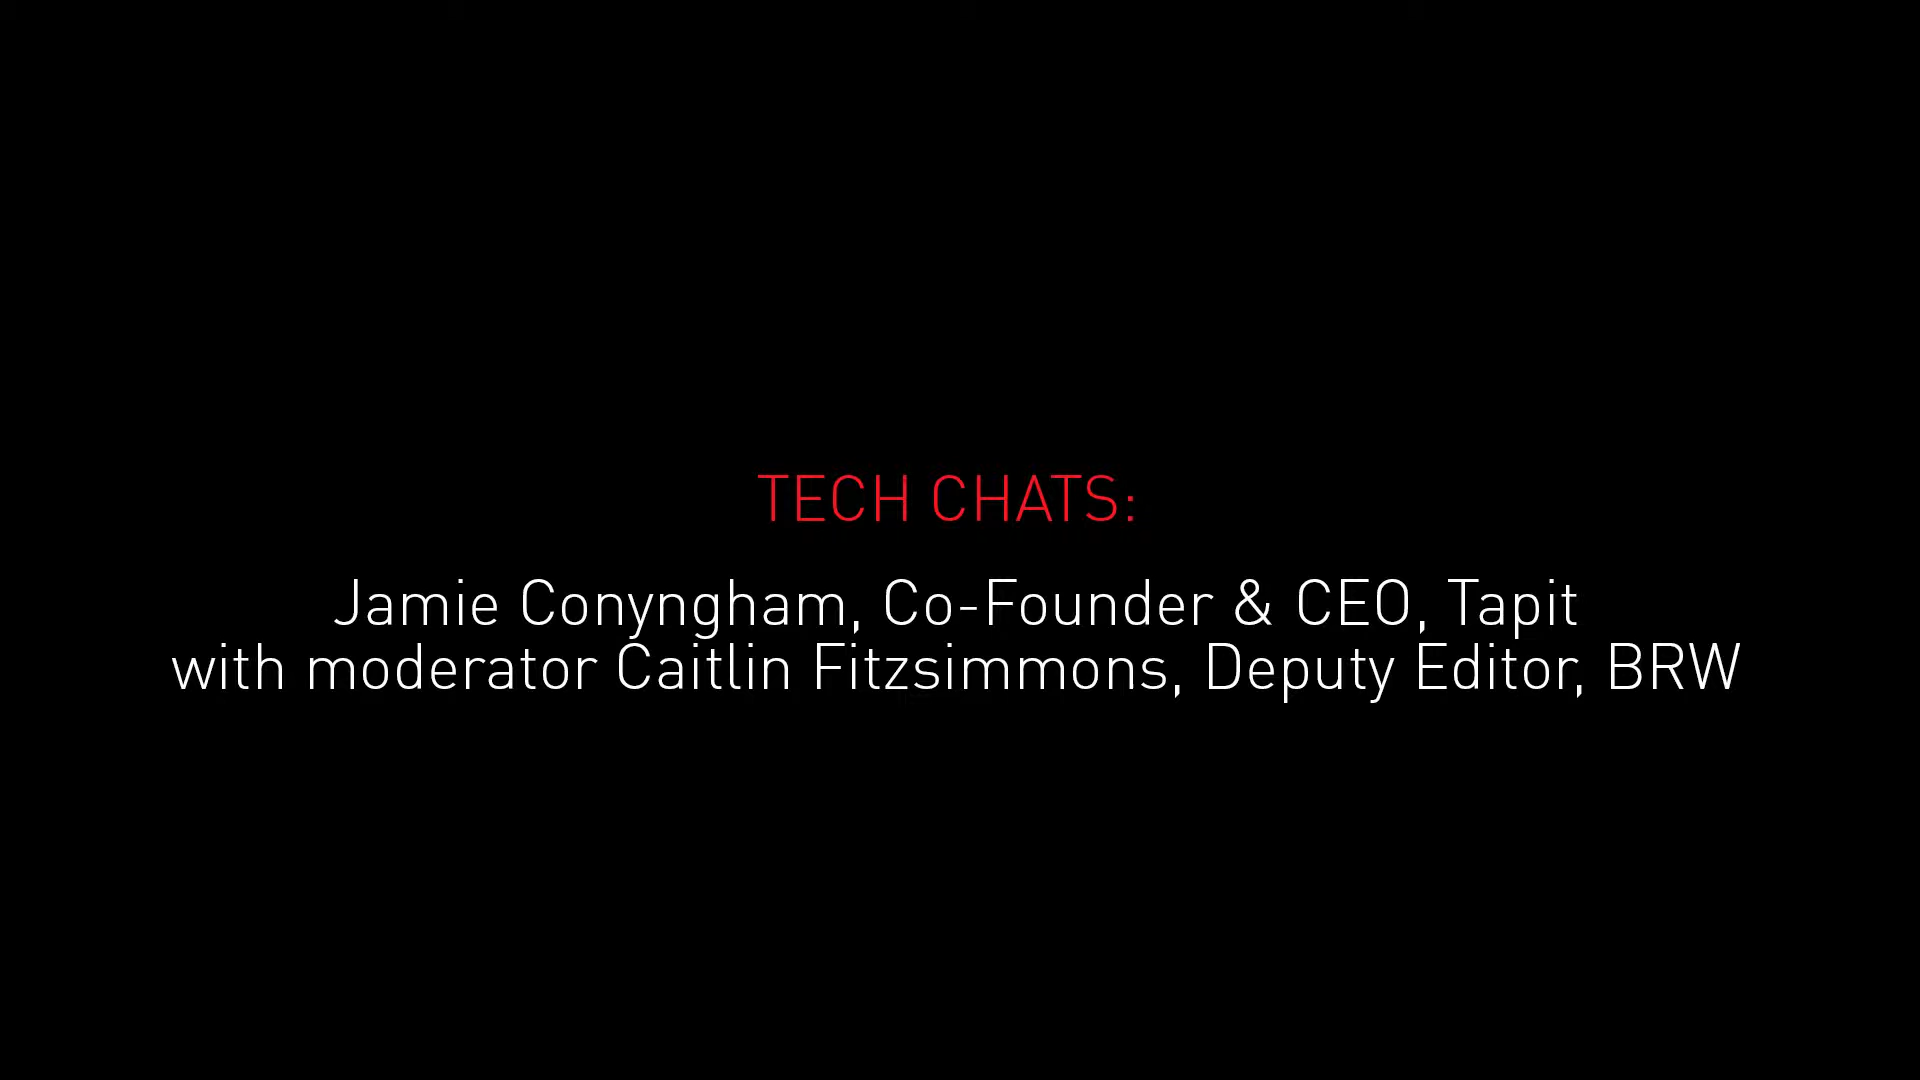 TECH CHATS:
Jamie Conyngham, Co-Founder & CEO, Tapit
with moderator Caitlin Fitzsimmons, Deputy Editor, BRW